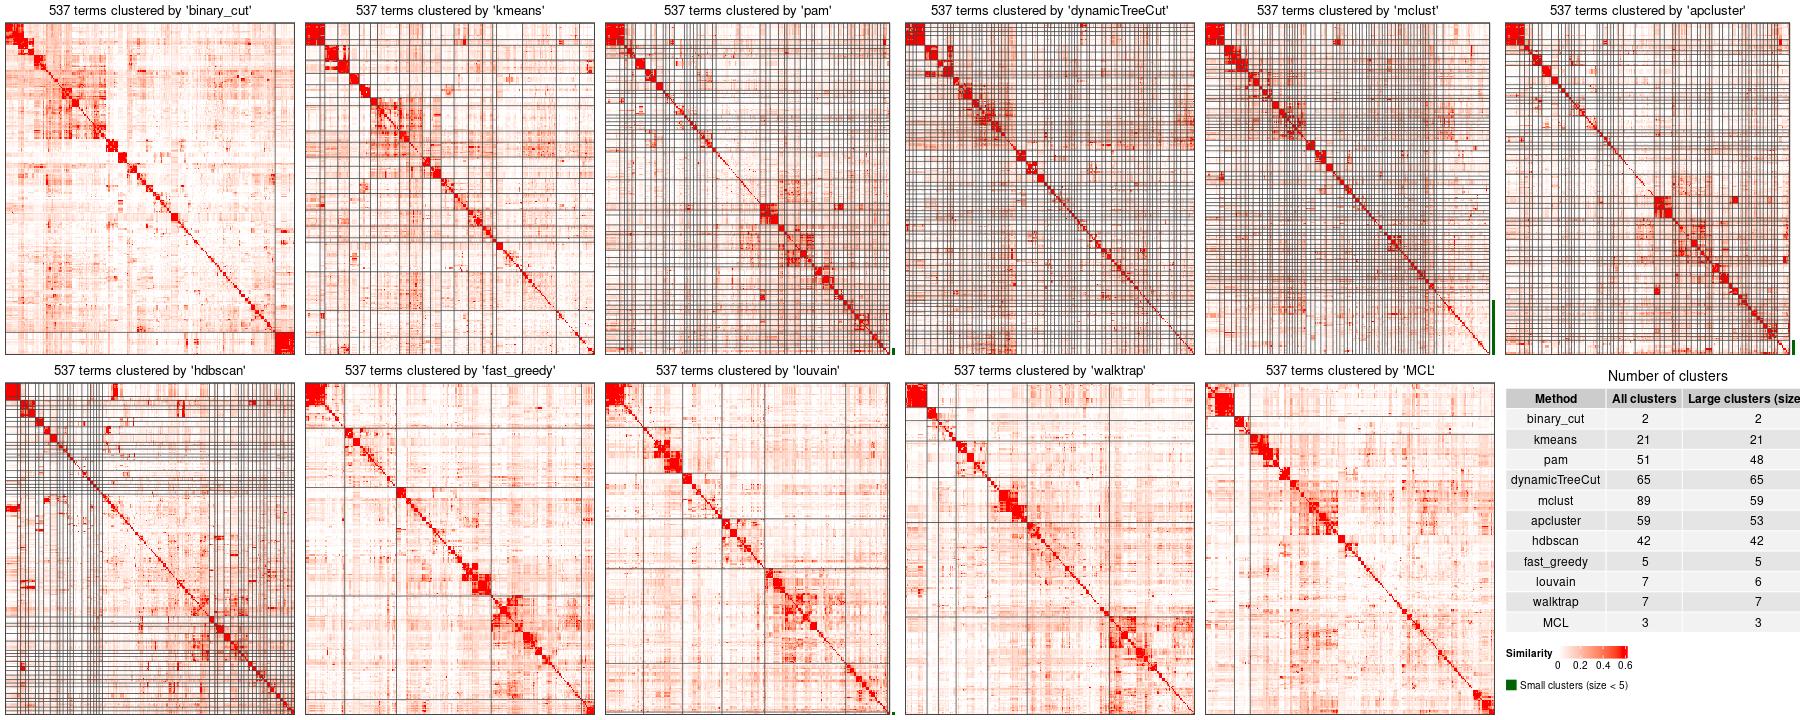 537 terms clustered by 'binary_cut'
537 terms clustered by 'kmeans'
537 terms clustered by 'pam'
537 terms clustered by 'dynamicTreeCut'
537 terms clustered by 'mclust'
537 terms clustered by 'apcluster'
537 terms clustered by 'hdbscan'
537 terms clustered by 'fast_greedy'
537 terms clustered by 'louvain'
537 terms clustered by 'walktrap'
537 terms clustered by 'MCL'
Number of clusters
Method All clusters Large clusters (size
binary_cut 2 2
kmeans 21 21
pam 51 48
dynamicTreeCut 65 65
mclust 89 59
apcluster 59 53
hdbscan 42 42
fast_greedy 5 5
louvain 7 6
walktrap 7 7
MCL 3 3
Similarity
0 0.2 0.4 0.6
Small clusters (size < 5)